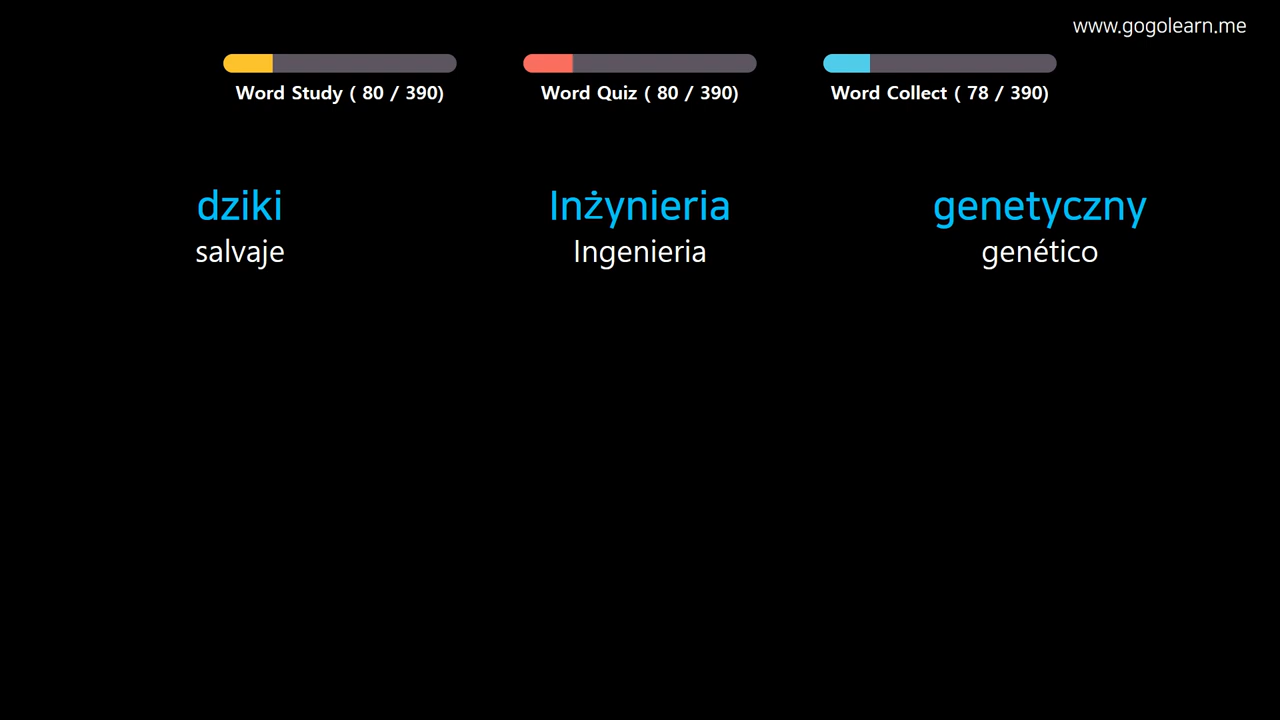 www.gogolearn.me
Word Study ( 80 / 390)
Word Quiz ( 80 / 390)
Word Collect ( 78 / 390)
dziki
salvaje
Inżynieria
Ingenieria
genetyczny
genético